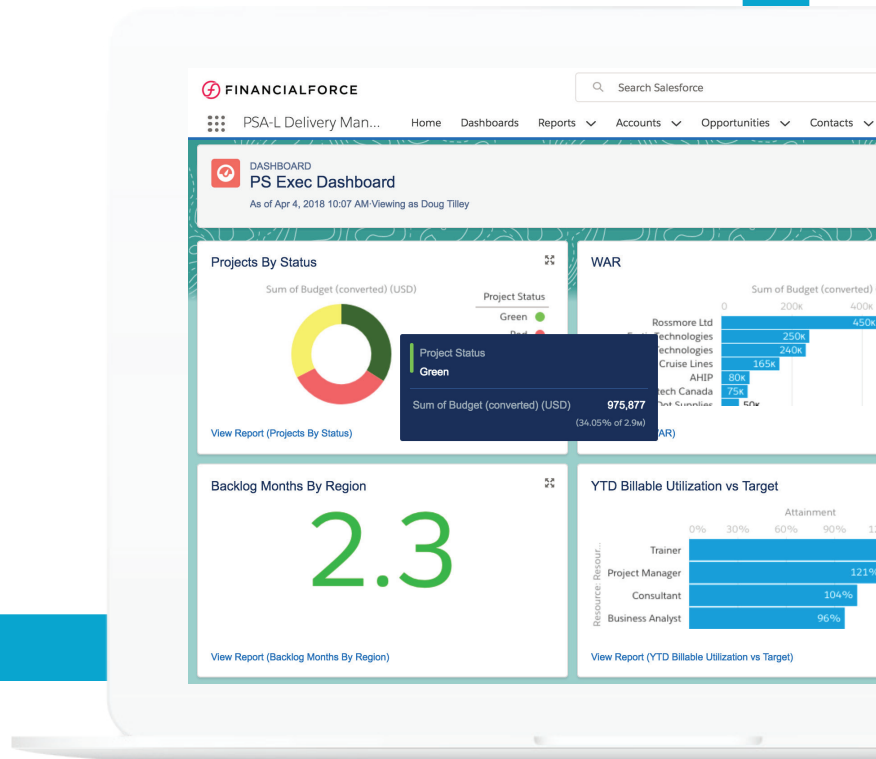 FINANCIALFORCE
Search Salesforce
PSA-L Delivery Man...
Home
Dashboards
Reports
Accounts
Opportunities
Contacts
DASHBOARD
PS Exec Dashboard
As of Apr 4, 2018 10:07 AM·Viewing as Doug Tilley
Projects By Status
Sum of Budget (converted) (USD)
Project Status
Green
Project Status
Green
Sum of Budget (converted) (USD) 975,877
(34.05% of 2.9M)
View Report (Projects By Status)
WAR
Sum of Budget (converted)
0 200K 400K
Rossmore Ltd 450K
Technologies 250K
Technologies 240K
Cruise Lines 165K
AHIP 80K
tech Canada 75K
Dot Supplies 50K
AR)
Backlog Months By Region
2.3
View Report (Backlog Months By Region)
YTD Billable Utilization vs Target
Attainment
0% 30% 60% 90%
Resource: Resour...
Trainer
Project Manager 121%
Consultant 104%
Business Analyst 96%
View Report (YTD Billable Utilization vs Target)